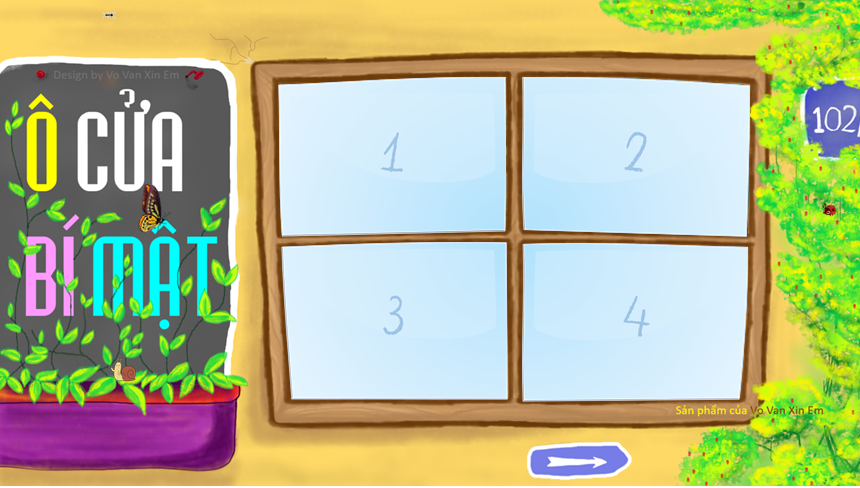 Design by Vo Van Xin Em
Ô CỬA
BÍ MẬT
1
2
3
4
102
Sản phẩm của Vo Van Xin Em